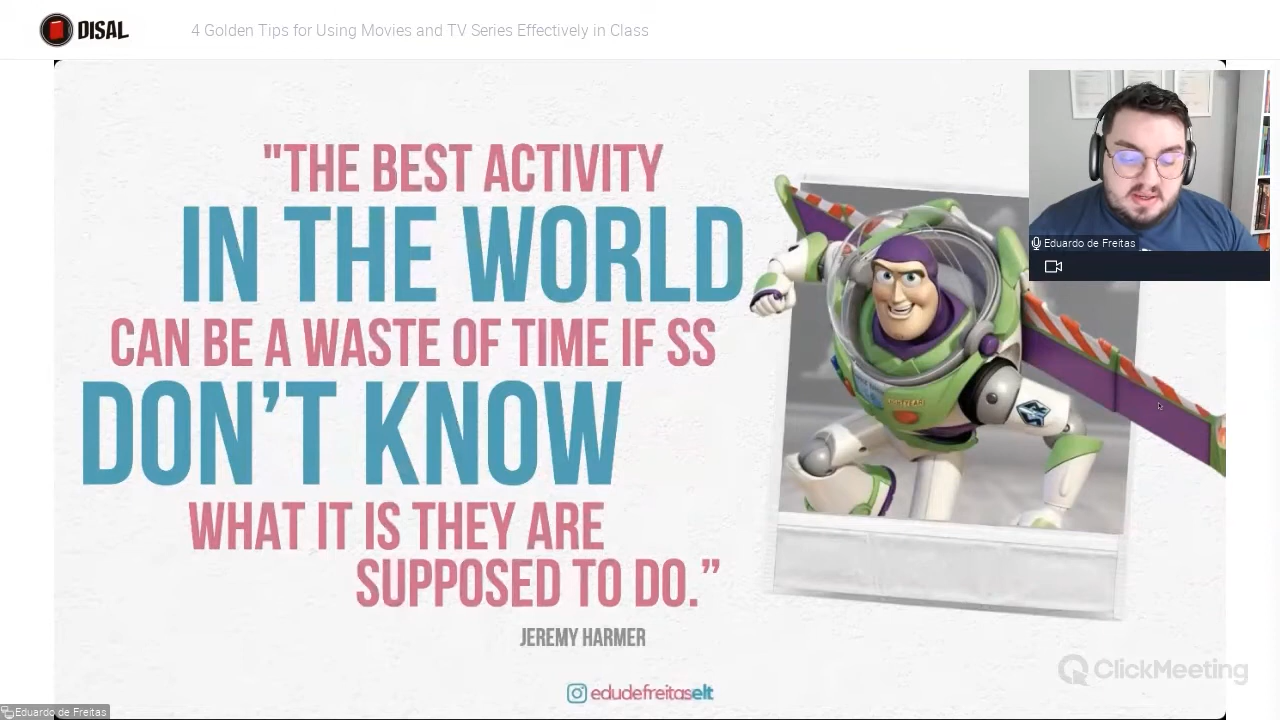 DISAL
4 Golden Tips for Using Movies and TV Series Effectively in Class
"THE BEST ACTIVITY
IN THE WORLD
CAN BE A WASTE OF TIME IF SS
DON’T KNOW
WHAT IT IS THEY ARE
SUPPOSED TO DO.”
JEREMY HARMER
edudefreitaselt
Eduardo de Freitas
LIGHTYEAR
ClickMeeting
Eduardo de Freitas